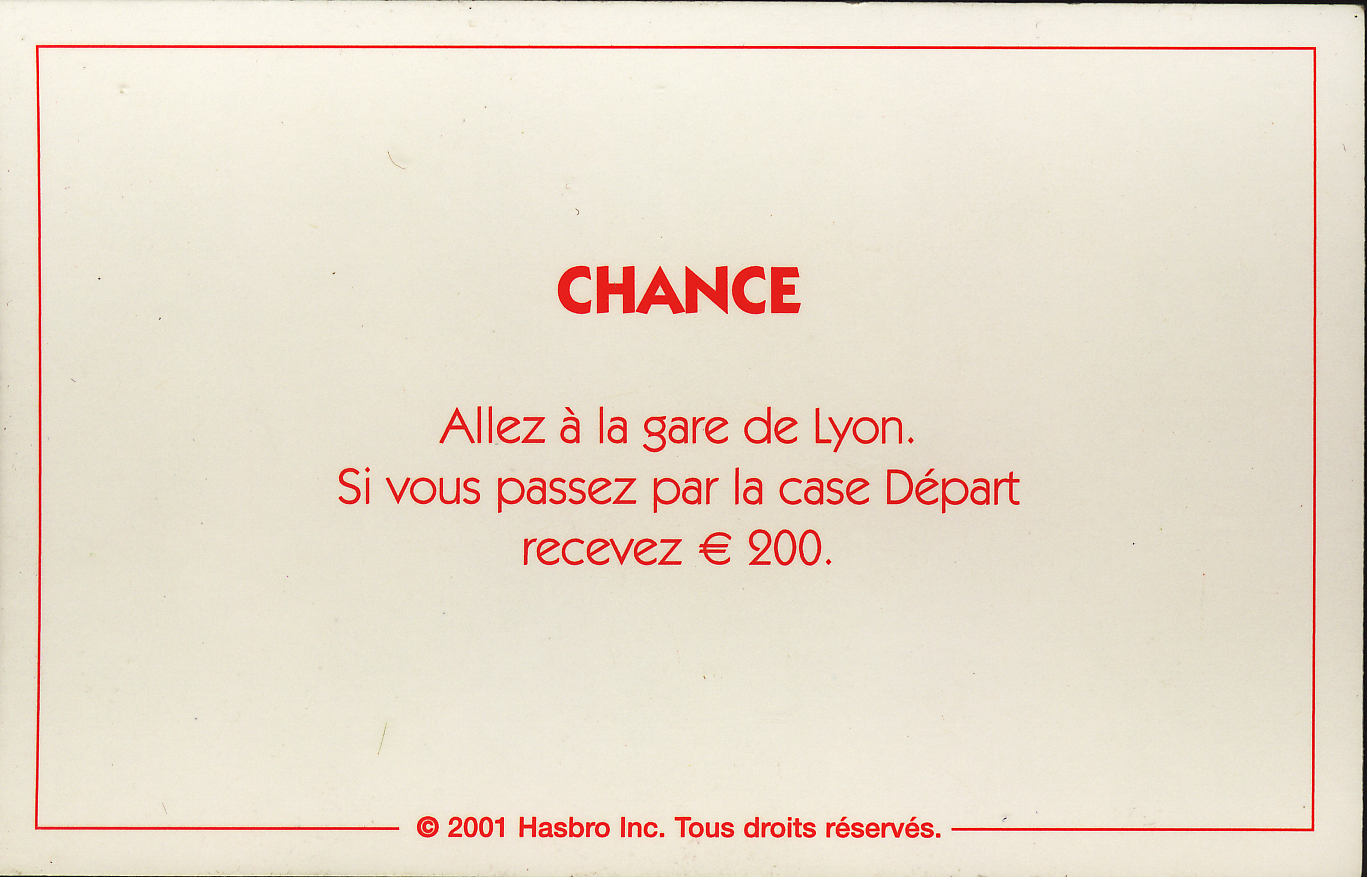 CHANCE
Allez à la gare de Lyon.
Si vous passez par la case Départ
recevez € 200.
© 2001 Hasbro Inc. Tous droits réservés.